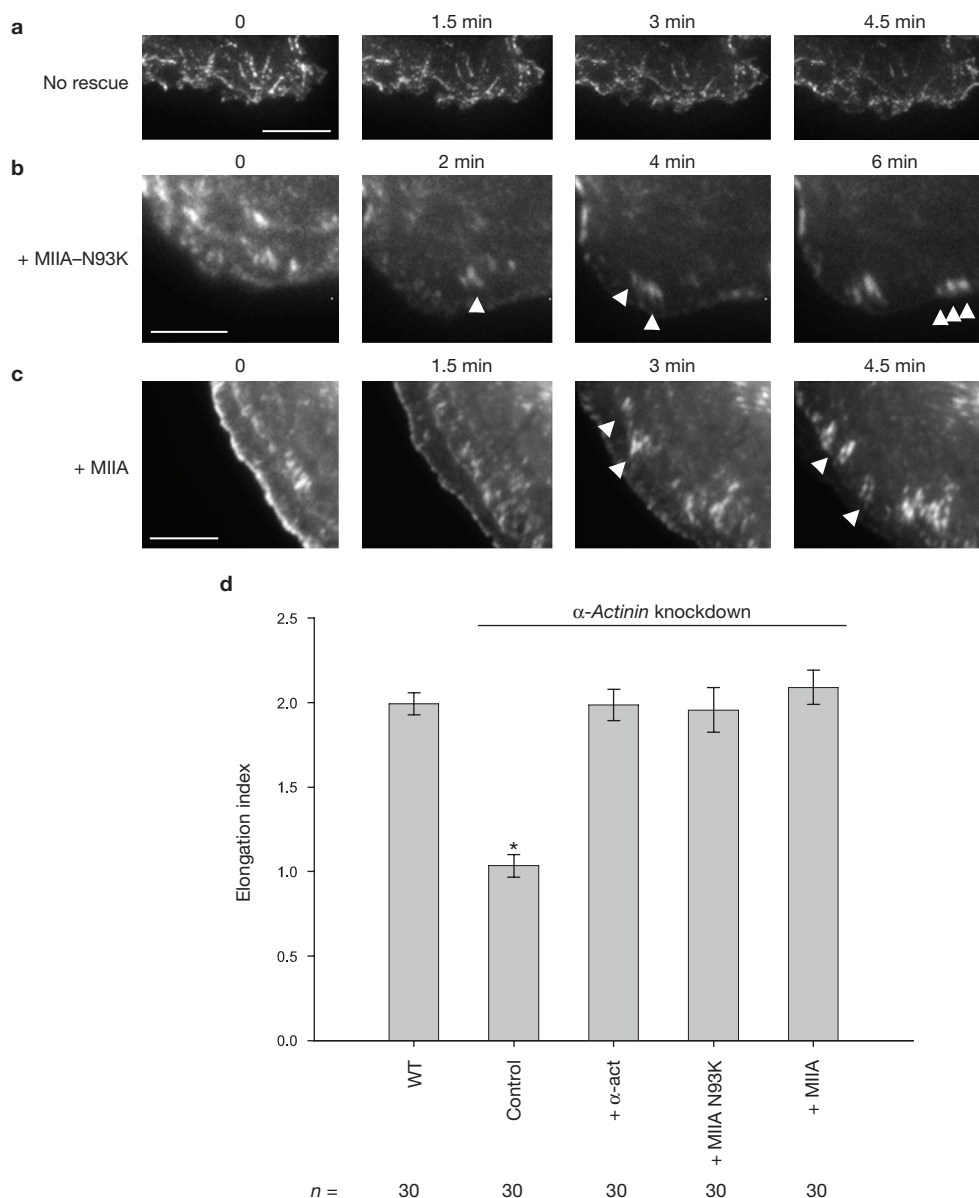 a
0 1.5 min 3 min 4.5 min
No rescue
b
0 2 min 4 min 6 min
+ MIIA–N93K
c
0 1.5 min 3 min 4.5 min
+ MIIA
d
α-Actinin knockdown
2.5
2.0
1.5
1.0
0.5
0.0
Elongation index
*
WT
Control
+ α-act
+ MIIA N93K
+ MIIA
n = 30 30 30 30 30